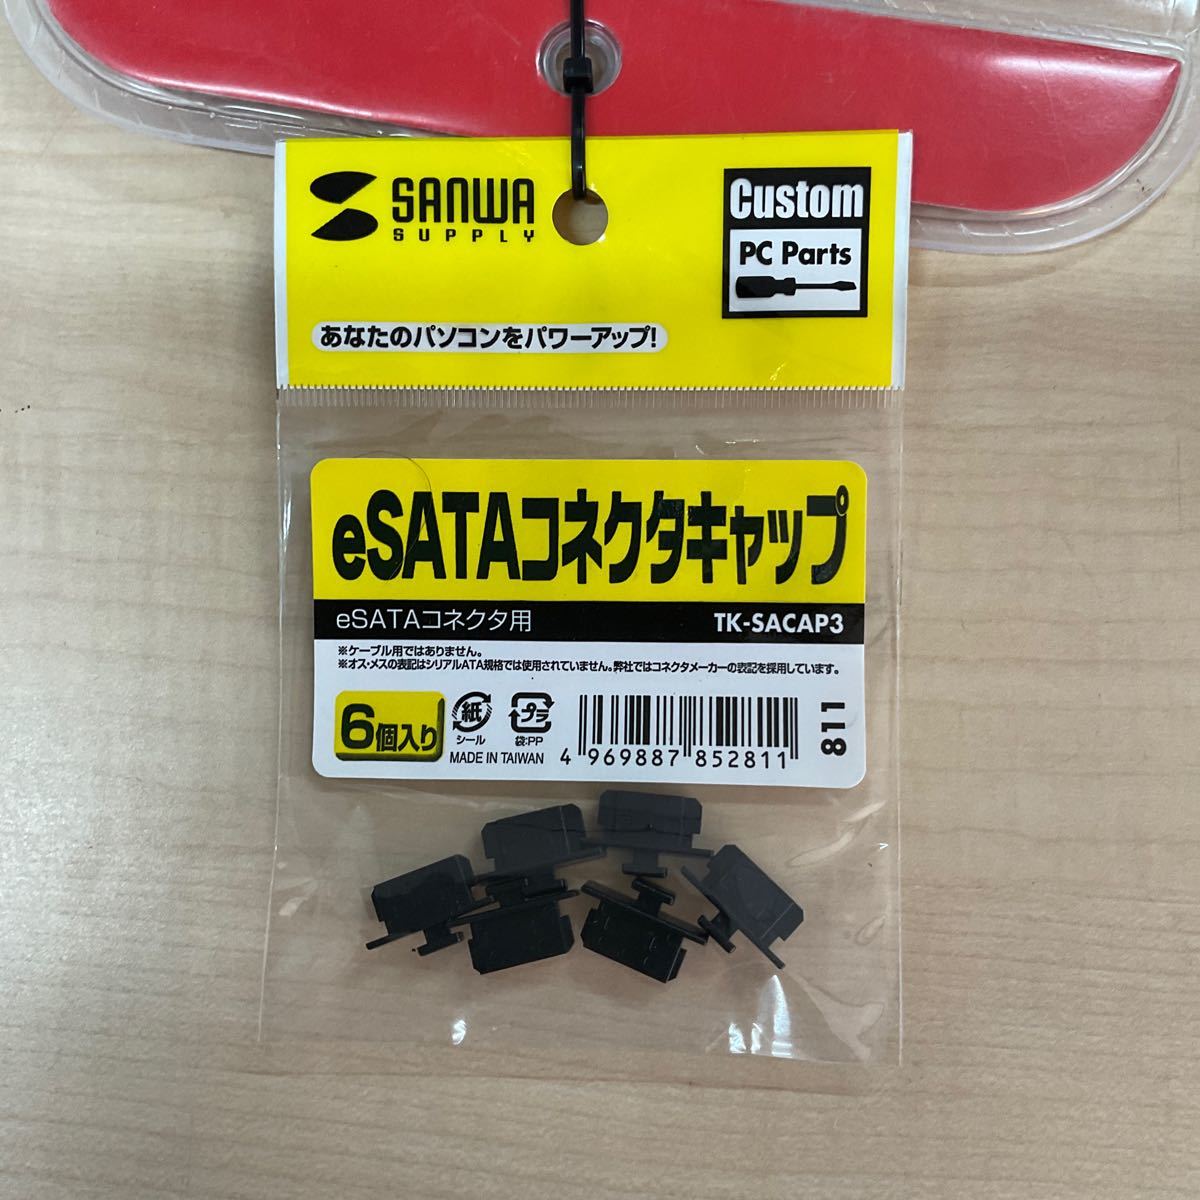 SANWA
SUPPLY
Custom
PC Parts
あなたのパソコンをパワーアップ!
eSATAコネクタキャップ
eSATAコネクタ用 TK-SACAP3
※ケーブル用ではありません。
※オス・メスの表記はシリアルATA規格では使用されていません。弊社ではコネクタメーカーの表記を採用しています。
6個入り
紙
シール
プラ
袋:PP
MADE IN TAIWAN
4 969887 852811
811